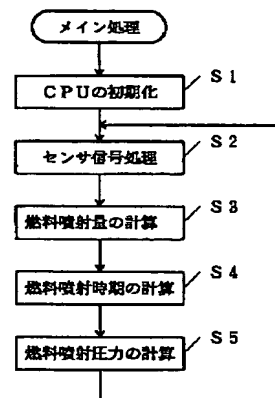 メイン処理
CPUの初期化
S1
センサ信号処理
S2
燃料噴射量の計算
S3
燃料噴射時期の計算
S4
燃料噴射圧力の計算
S5